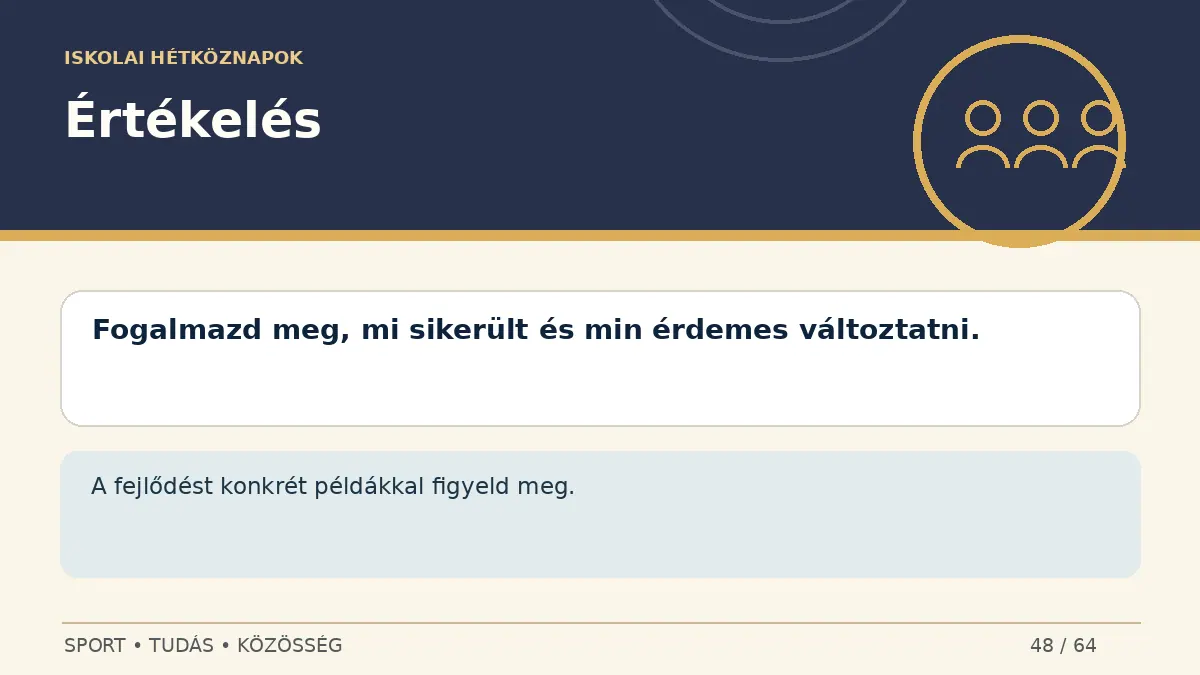 ISKOLAI HÉTKÖZNAPOK
Értékelés
Fogalmazd meg, mi sikerült és min érdemes változtatni.
A fejlődést konkrét példákkal figyeld meg.
SPORT • TUDÁS • KÖZÖSSÉG
48 / 64